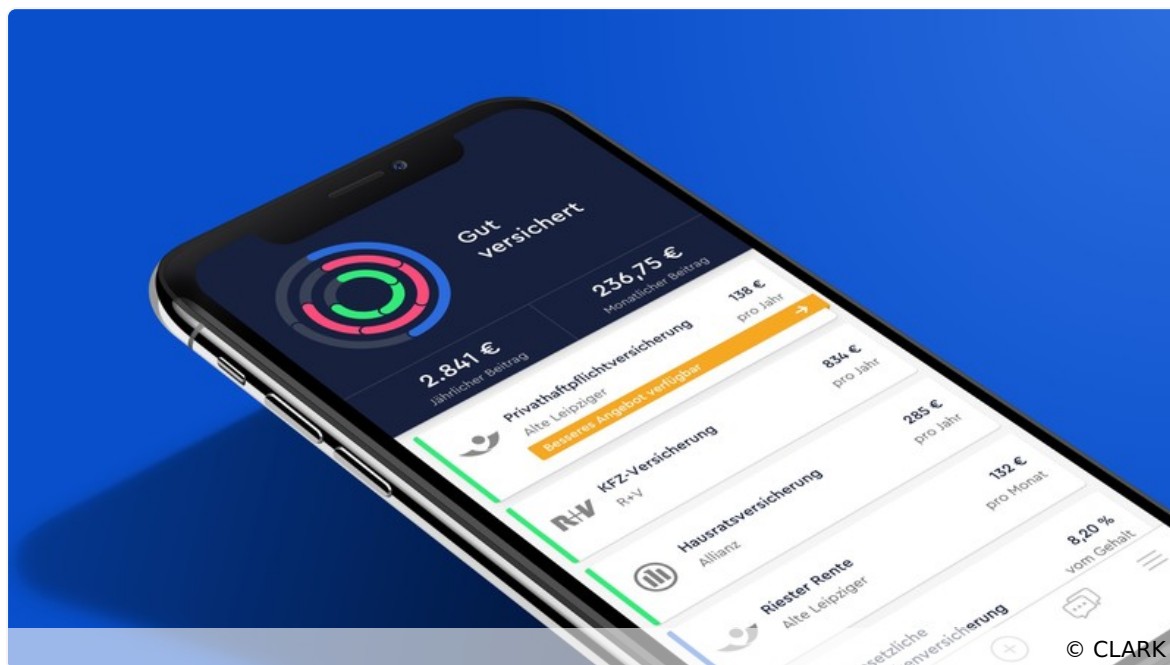 Gut
versichert
2.841 €
Jährlicher Beitrag
236,75 €
Monatlicher Beitrag
Privathaftpflichtversicherung
Alte Leipziger
138 €
pro Jahr
Besseres Angebot verfügbar
R+V
KFZ-Versicherung
R+V
834 €
pro Jahr
Hausratsversicherung
Allianz
285 €
pro Jahr
Riester Rente
Alte Leipziger
132 €
pro Monat
8,20 %
vom Gehalt
© CLARK